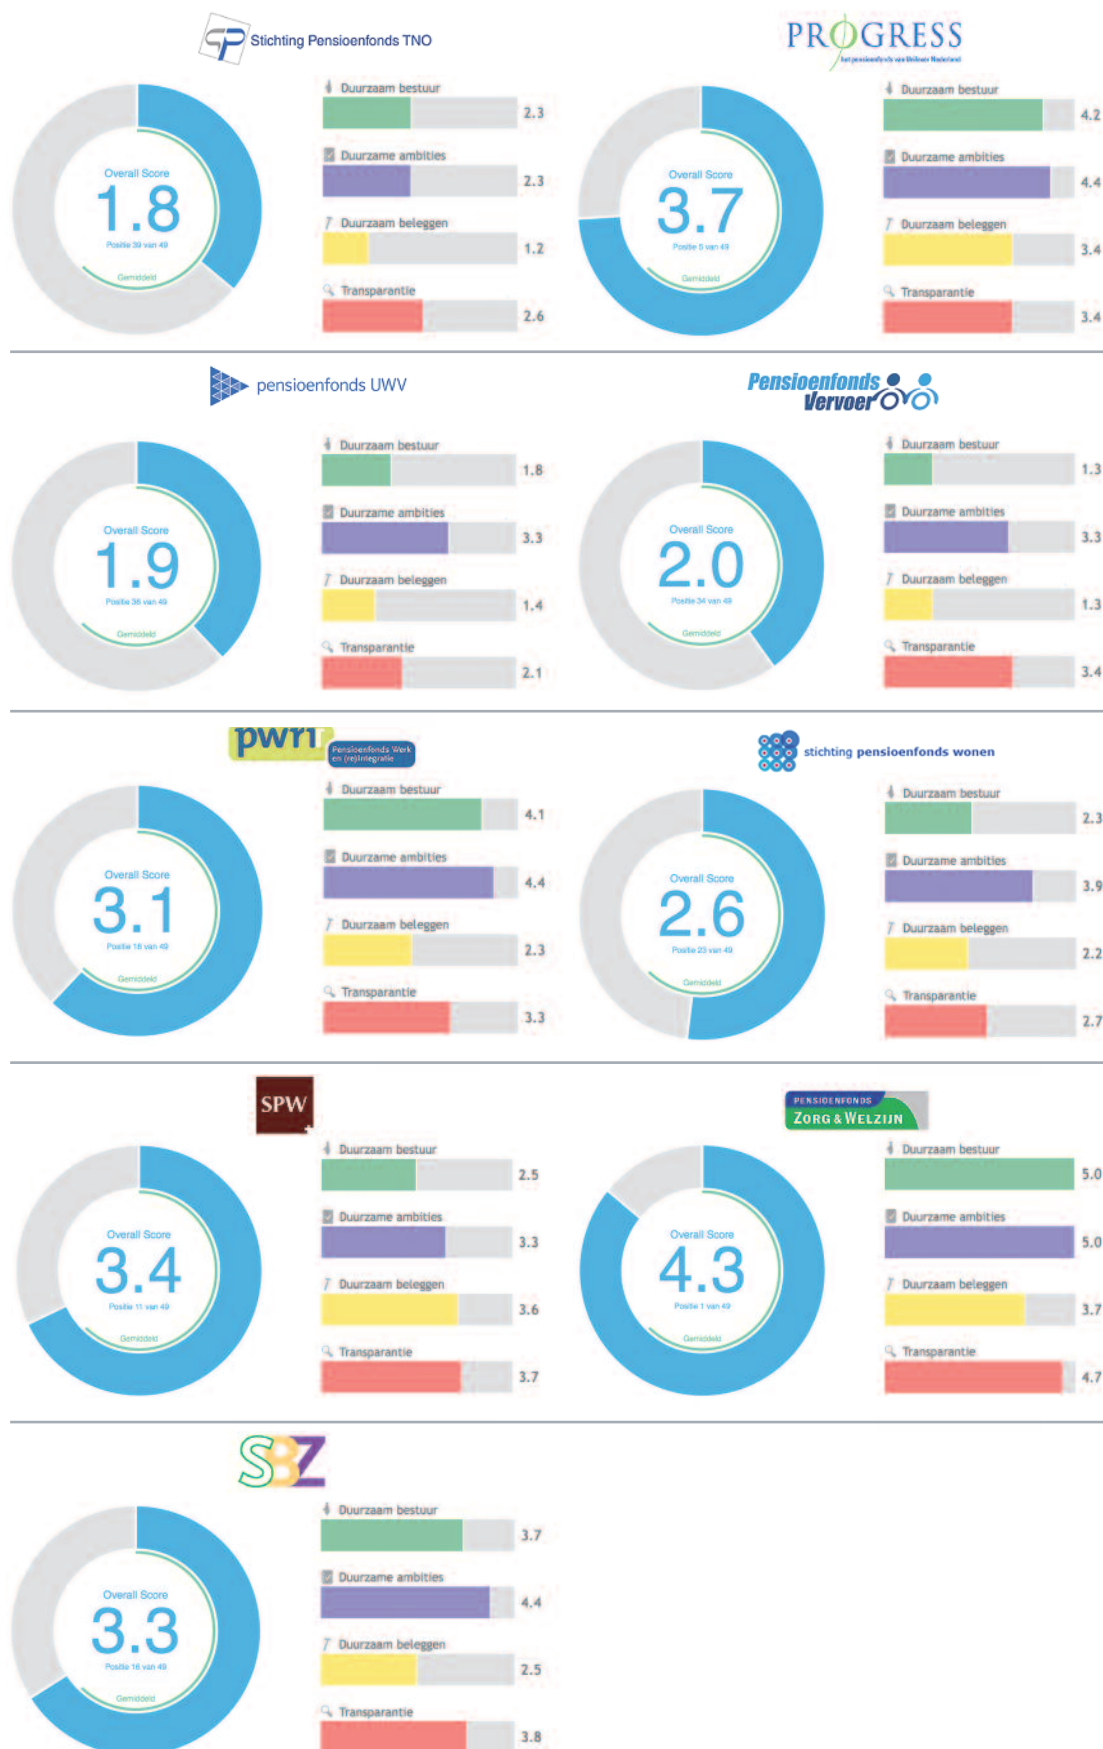 Stichting Pensioenfonds TNO
Duurzaam bestuur
2.3
Duurzame ambities
2.3
Duurzaam beleggen
1.2
Transparantie
2.6
Overall Score
1.8
Positie 39 van 49
Gemiddeld
PROGRESS
het pensioenfonds van Unilever Nederland
Duurzaam bestuur
4.2
Duurzame ambities
4.4
Duurzaam beleggen
3.4
Transparantie
3.4
Overall Score
3.7
Positie 5 van 49
Gemiddeld
pensioenfonds UWV
Duurzaam bestuur
1.8
Duurzame ambities
3.3
Duurzaam beleggen
1.4
Transparantie
2.1
Overall Score
1.9
Positie 36 van 49
Gemiddeld
Pensioenfonds
Vervoer
Duurzaam bestuur
1.3
Duurzame ambities
3.3
Duurzaam beleggen
1.3
Transparantie
3.4
Overall Score
2.0
Positie 34 van 49
Gemiddeld
pwri
Pensioenfonds Werk
en (re)Integratie
Duurzaam bestuur
4.1
Duurzame ambities
4.4
Duurzaam beleggen
2.3
Transparantie
3.3
Overall Score
3.1
Positie 18 van 49
Gemiddeld
stichting pensioenfonds wonen
Duurzaam bestuur
2.3
Duurzame ambities
3.9
Duurzaam beleggen
2.2
Transparantie
2.7
Overall Score
2.6
Positie 23 van 49
Gemiddeld
SPW
Duurzaam bestuur
2.5
Duurzame ambities
3.3
Duurzaam beleggen
3.6
Transparantie
3.7
Overall Score
3.4
Positie 11 van 49
Gemiddeld
PENSIOENFONDS
ZORG & WELZIJN
Duurzaam bestuur
5.0
Duurzame ambities
5.0
Duurzaam beleggen
3.7
Transparantie
4.7
Overall Score
4.3
Positie 1 van 49
Gemiddeld
SBZ
Duurzaam bestuur
3.7
Duurzame ambities
4.4
Duurzaam beleggen
2.5
Transparantie
3.8
Overall Score
3.3
Positie 16 van 49
Gemiddeld